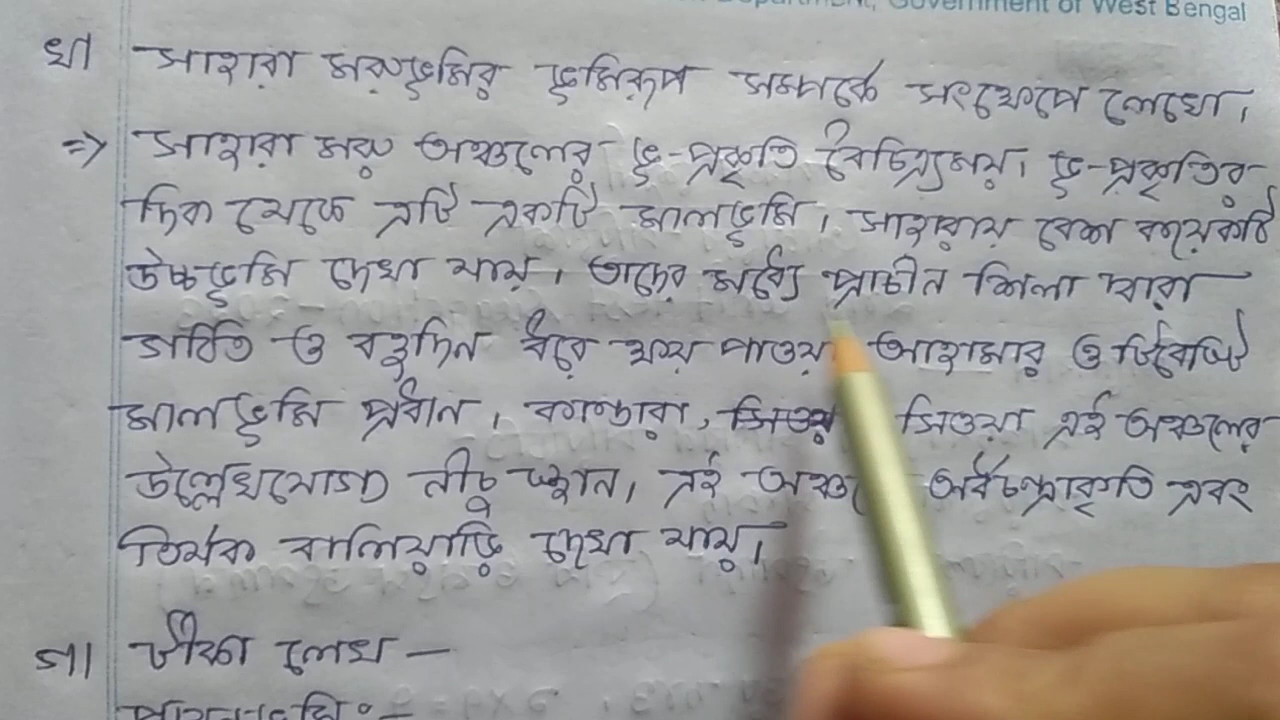 Department, Government of West Bengal
খ। সাহারা মরুভূমির ভূমিরূপ সম্পর্কে সংক্ষেপে লেখো।
=> সাহারা মরু অঞ্চলের ভূ-প্রকৃতি বৈচিত্র্যময়। ভূ-প্রকৃতির
দিক থেকে এটি একটি মালভূমি। সাহারায় বেশ কয়েকটি
উচ্চভূমি দেখা যায়। তাদের মধ্যে প্রাচীন শিলা দ্বারা
গঠিত ও বহুদিন ধরে ক্ষয় পাওয়া আহামার ও টিবেস্টি
মালভূমি প্রধান। কাত্তারা, সিওয়া এই অঞ্চলের
উল্লেখযোগ্য নীচু স্থান। এই অঞ্চলে অর্ধচন্দ্রাকৃতি এবং
তির্যক বালিয়াড়ি দেখা যায়।
গ। টীকা লেখ —